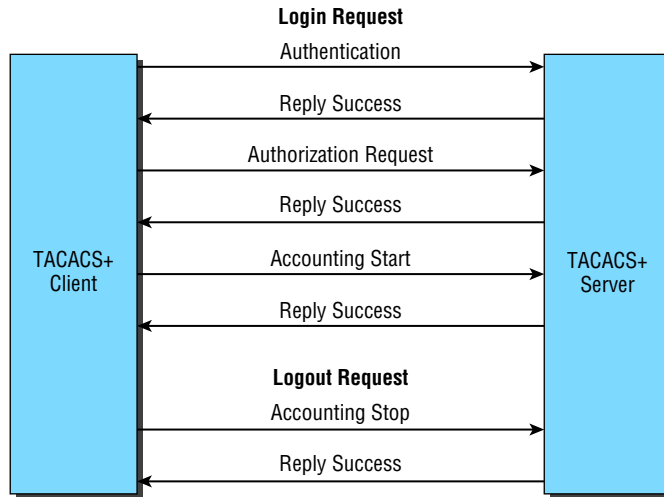 Login Request
Authentication
Reply Success
Authorization Request
Reply Success
TACACS+
Client
Accounting Start
TACACS+
Server
Reply Success
Logout Request
Accounting Stop
Reply Success